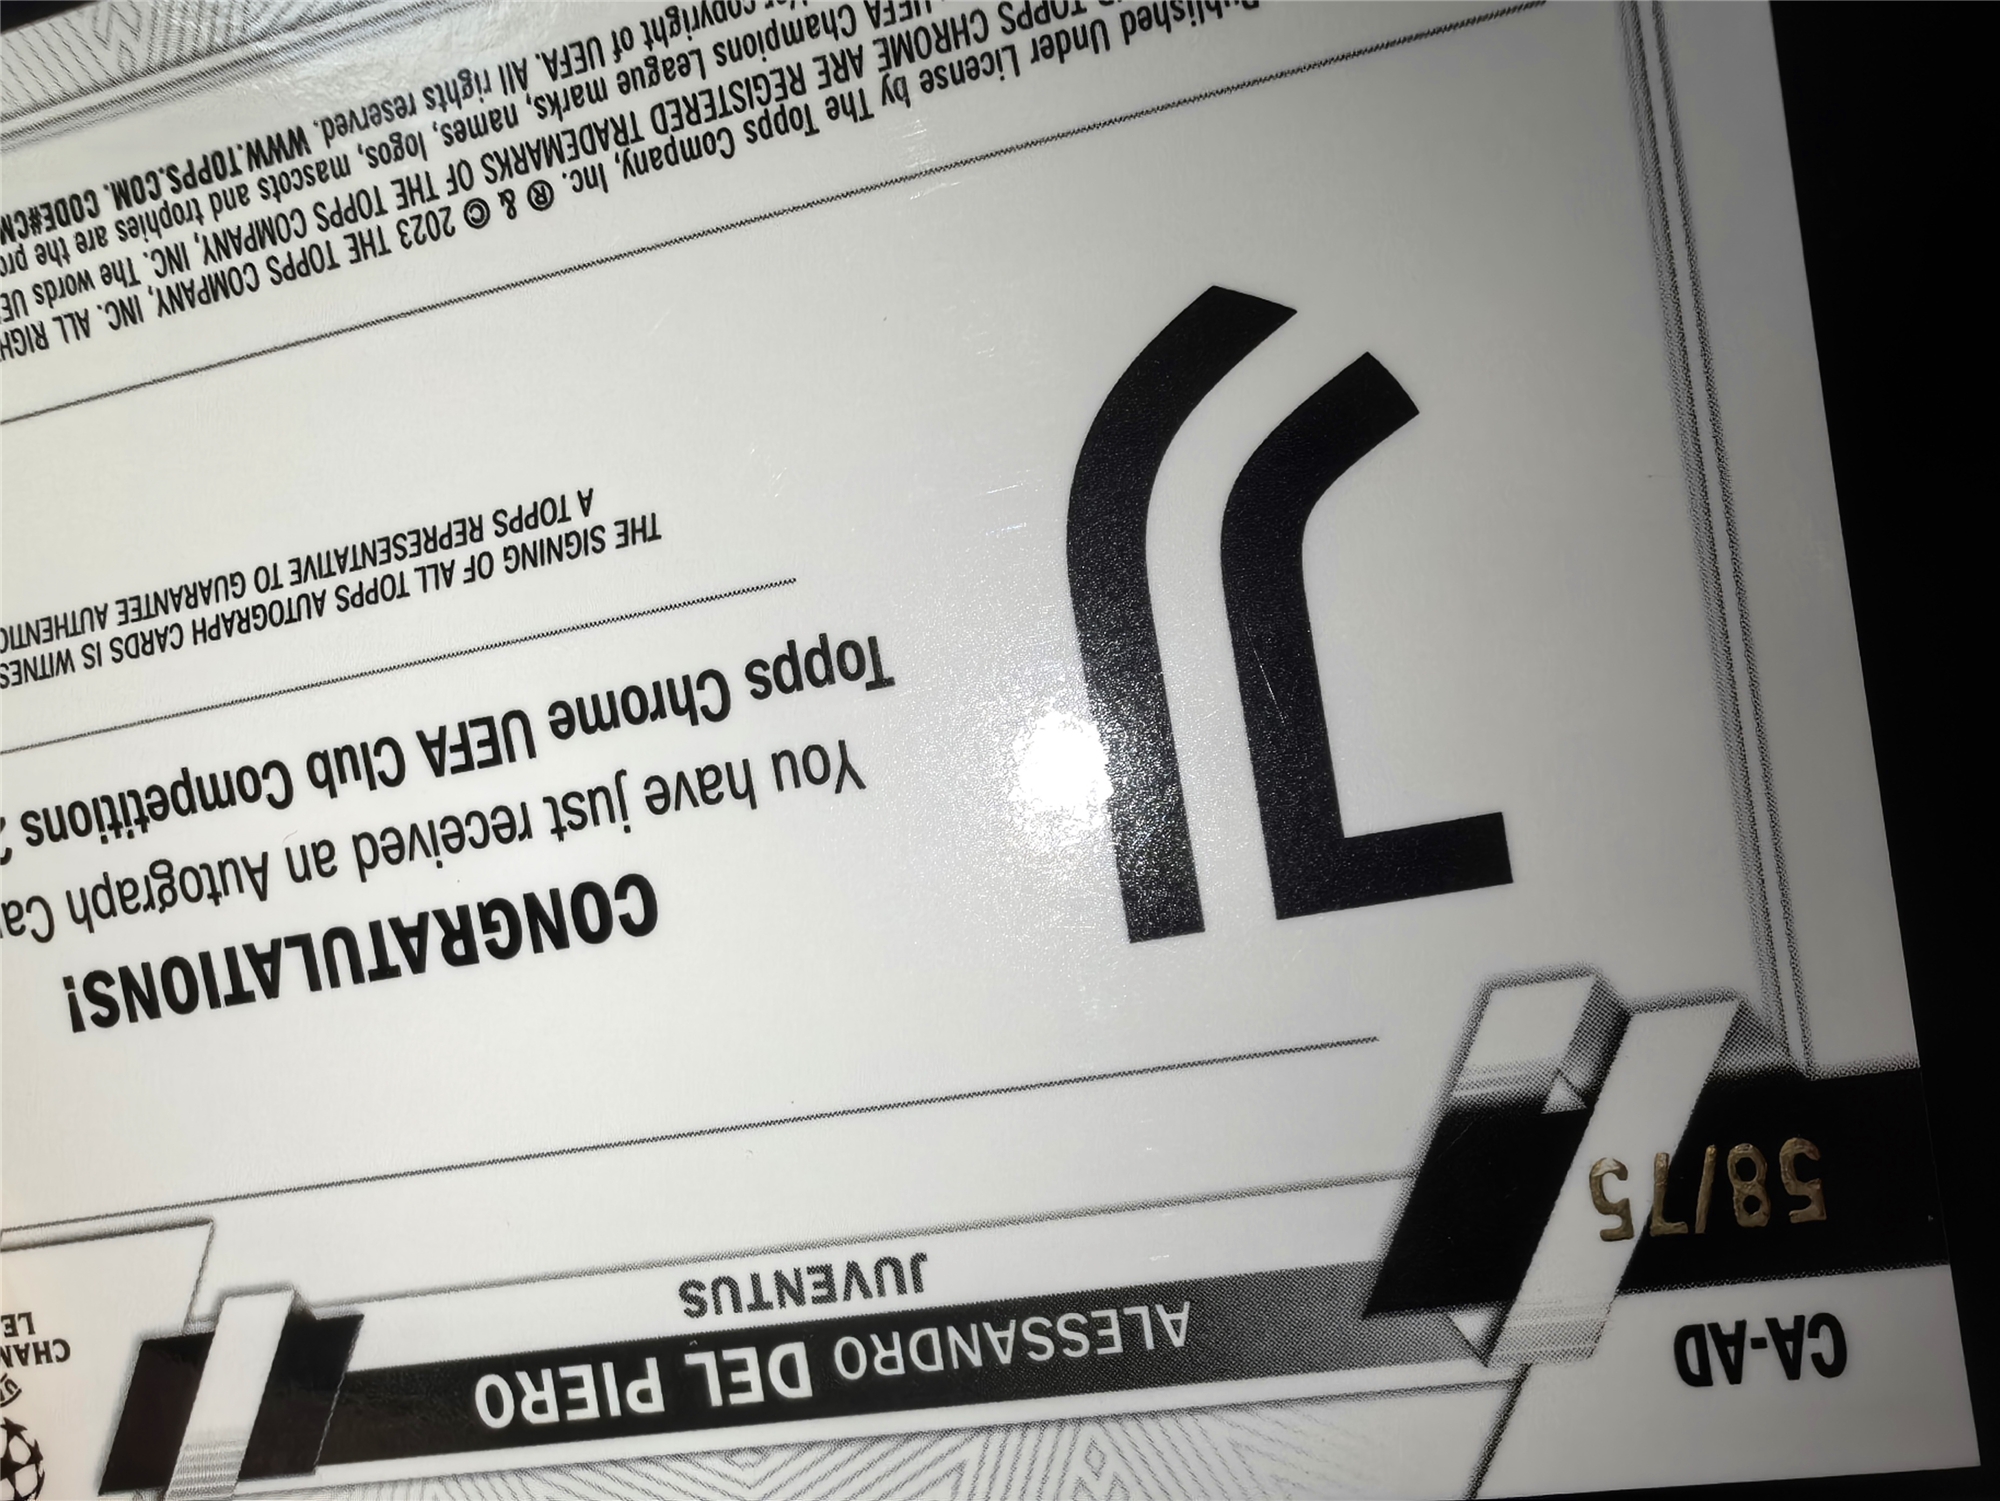 CA-AD
58/75
ALESSANDRO DEL PIERO
JUVENTUS
CONGRATULATIONS!
You have just received an Autograph
Topps Chrome UEFA Club Competitions
THE SIGNING OF ALL TOPPS AUTOGRAPH CARDS IS
A TOPPS REPRESENTATIVE TO GUARANTEE
Under License by The Topps Company, Inc. ® & © 2023 THE TOPPS COMPANY, INC. ALL
TOPPS CHROME ARE REGISTERED TRADEMARKS OF THE TOPPS COMPANY, INC. The words
UEFA Champions League marks, names, logos, mascots and trophies are the
copyright of UEFA. All rights reserved. WWW.TOPPS.COM. CODE#CM